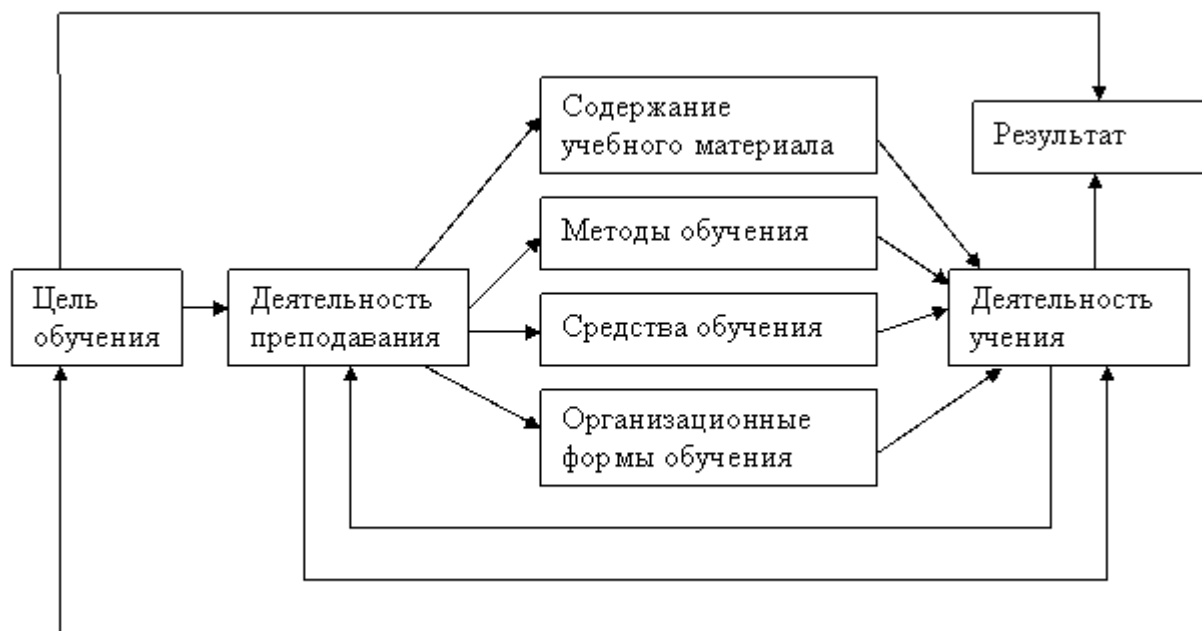 Содержание
учебного материала
Результат
Методы обучения
Цель
обучения
Деятельность
преподавания
Средства обучения
Деятельность
учения
Организационные
формы обучения